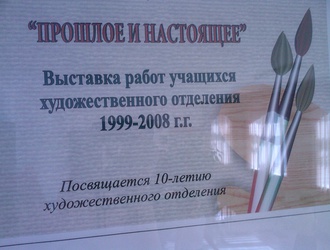 "ПРОШЛОЕ И НАСТОЯЩЕЕ"
Выставка работ учащихся
художественного отделения
1999-2008 г.г.
Посвящается 10-летию
художественного отделения